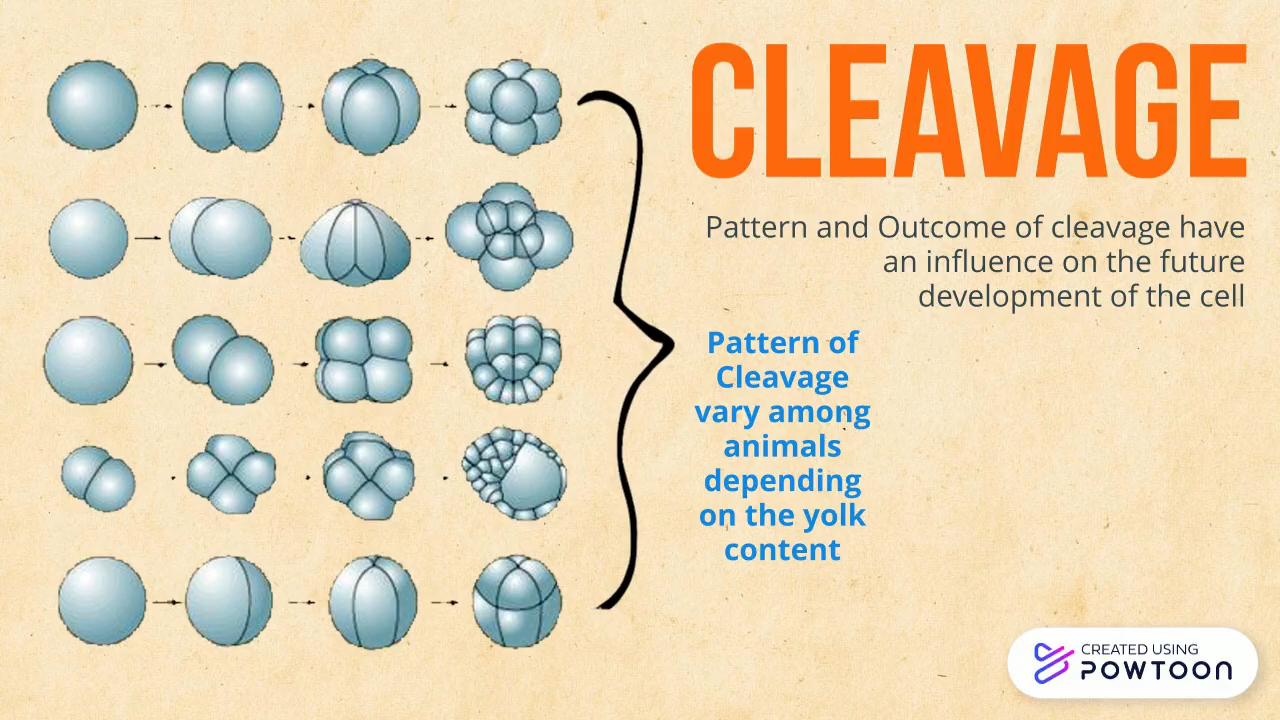 CLEAVAGE
Pattern and Outcome of cleavage have
an influence on the future
development of the cell
Pattern of
Cleavage
vary among
animals
depending
on the yolk
content
CREATED USING
POWTOON